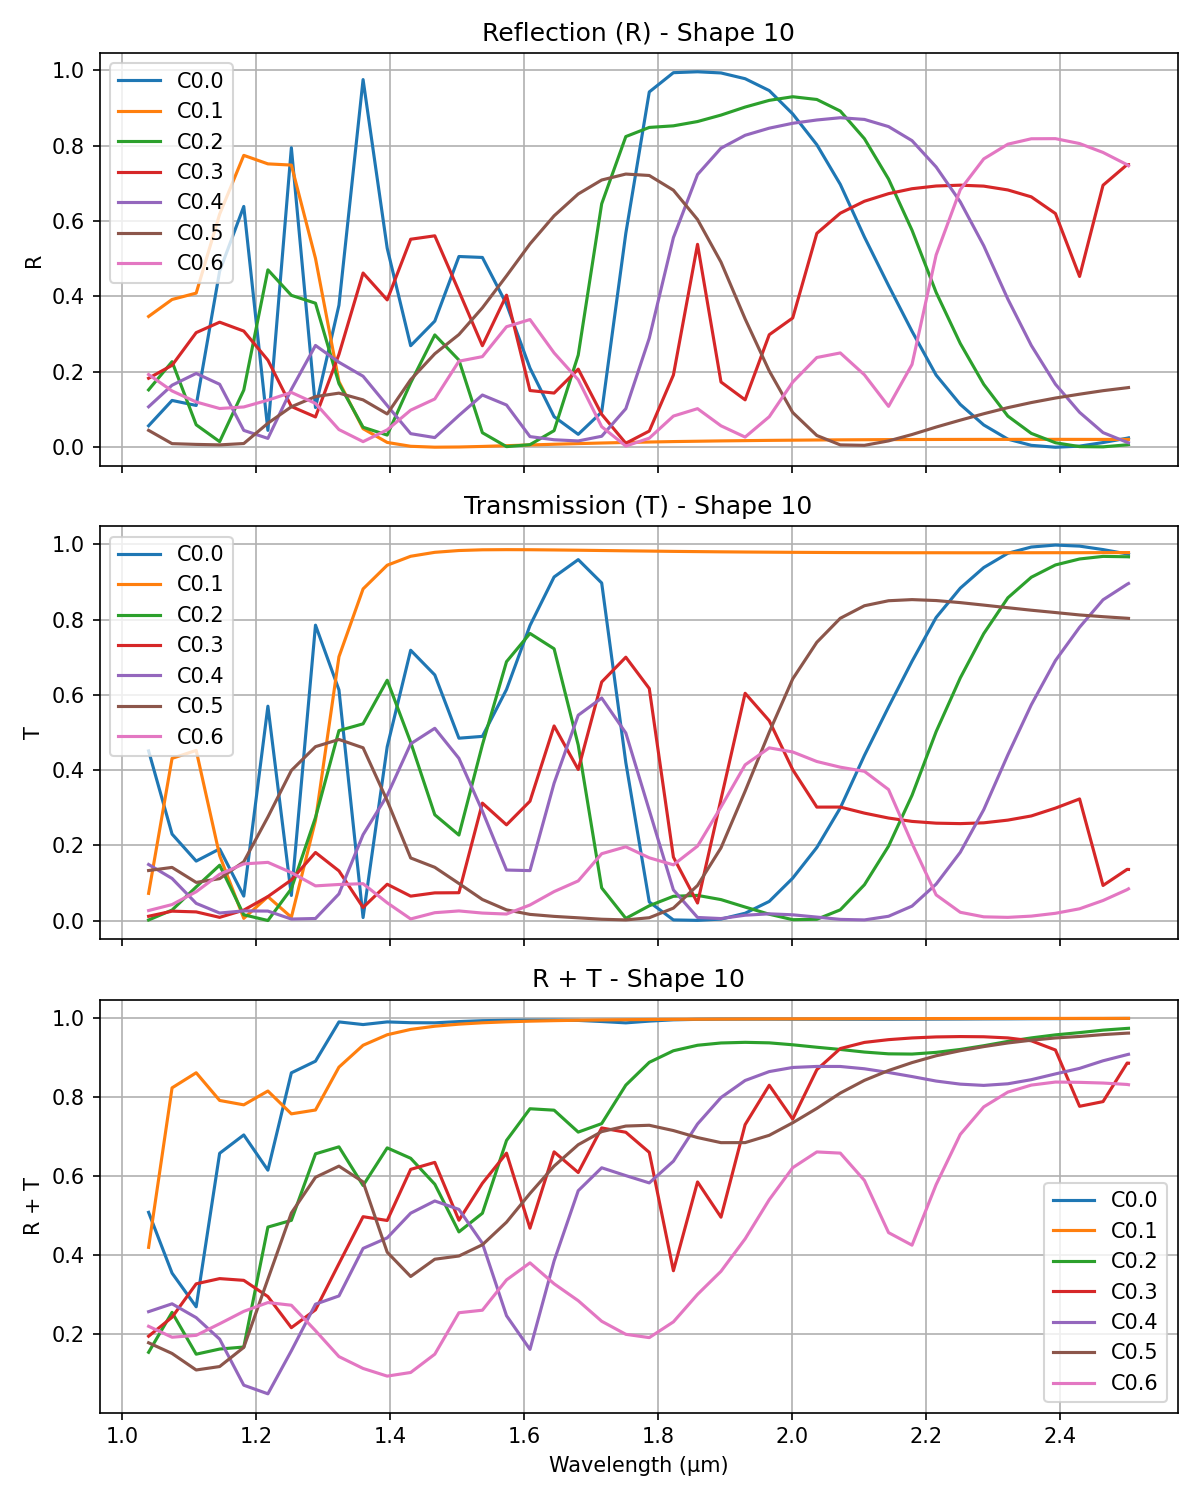 Reflection (R) - Shape 10
1.0
0.8
0.6
0.4
0.2
0.0
R
C0.0
C0.1
C0.2
C0.3
C0.4
C0.5
C0.6
Transmission (T) - Shape 10
1.0
0.8
0.6
0.4
0.2
0.0
T
C0.0
C0.1
C0.2
C0.3
C0.4
C0.5
C0.6
R + T - Shape 10
1.0
0.8
0.6
0.4
0.2
R + T
C0.0
C0.1
C0.2
C0.3
C0.4
C0.5
C0.6
1.0 1.2 1.4 1.6 1.8 2.0 2.2 2.4
Wavelength (μm)